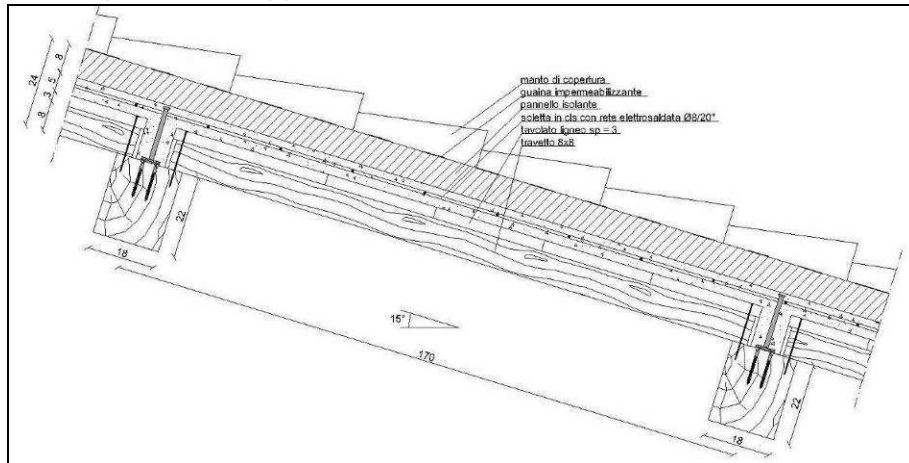 manto di copertura
guaina impermeabilizzante
pannello isolante
soletta in cls con rete elettrosaldata Ø8/20"
tavolato ligneo sp = 3
travetto 8x8
24
8
5
3
8
22
18
15°
170
22
18